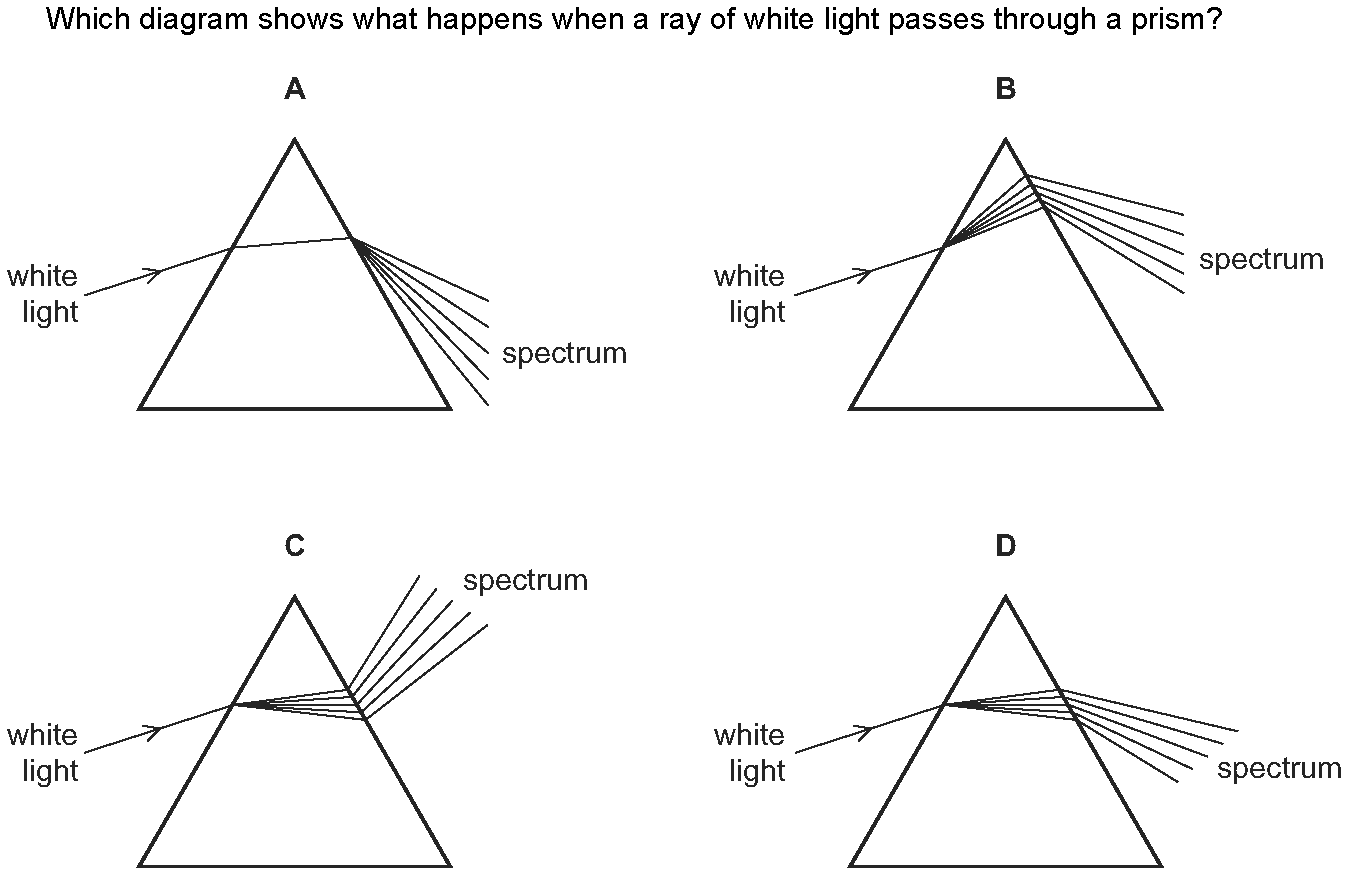 Which diagram shows what happens when a ray of white light passes through a prism?
A
white
light
spectrum
B
white
light
spectrum
C
white
light
spectrum
D
white
light
spectrum